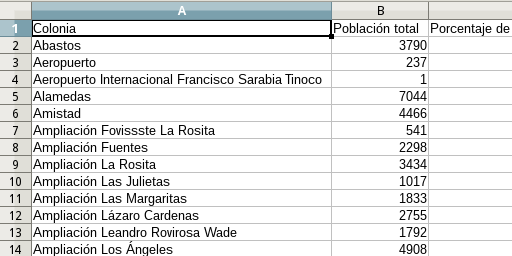 A B
1 Colonia Población total Porcentaje de
2 Abastos 3790
3 Aeropuerto 237
4 Aeropuerto Internacional Francisco Sarabia Tinoco 1
5 Alamedas 7044
6 Amistad 4466
7 Ampliación Fovissste La Rosita 541
8 Ampliación Fuentes 2298
9 Ampliación La Rosita 3434
10 Ampliación Las Julietas 1017
11 Ampliación Las Margaritas 1833
12 Ampliación Lázaro Cardenas 2755
13 Ampliación Leandro Rovirosa Wade 1792
14 Ampliación Los Ángeles 4908